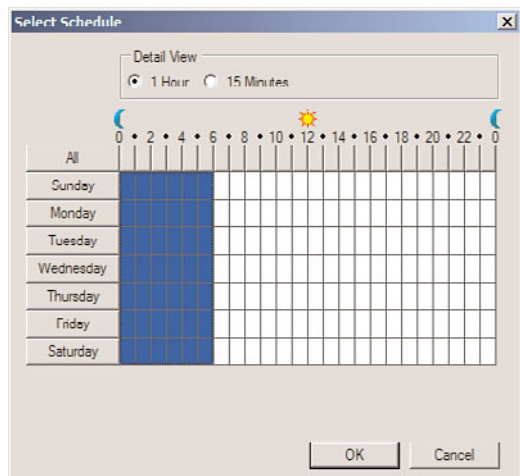 Select Schedule
Detail View
1 Hour 15 Minutes
0 • 2 • 4 • 6 • 8 • 10 • 12 • 14 • 16 • 18 • 20 • 22 • 0
All
Sunday
Monday
Tuesday
Wednesday
Thursday
Friday
Saturday
OK Cancel